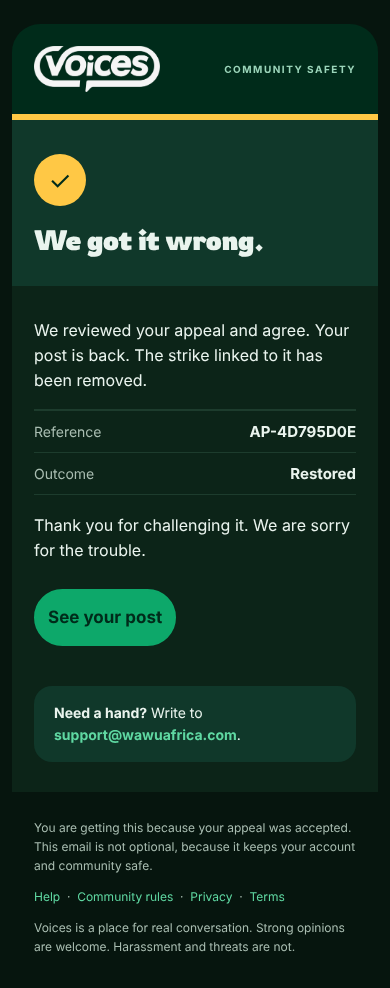 Voices
COMMUNITY SAFETY
We got it wrong.
We reviewed your appeal and agree. Your
post is back. The strike linked to it has
been removed.
Reference AP-4D795D0E
Outcome Restored
Thank you for challenging it. We are sorry
for the trouble.
See your post
Need a hand? Write to
support@wawuafrica.com.
You are getting this because your appeal was accepted.
This email is not optional, because it keeps your account
and community safe.
Help · Community rules · Privacy · Terms
Voices is a place for real conversation. Strong opinions
are welcome. Harassment and threats are not.